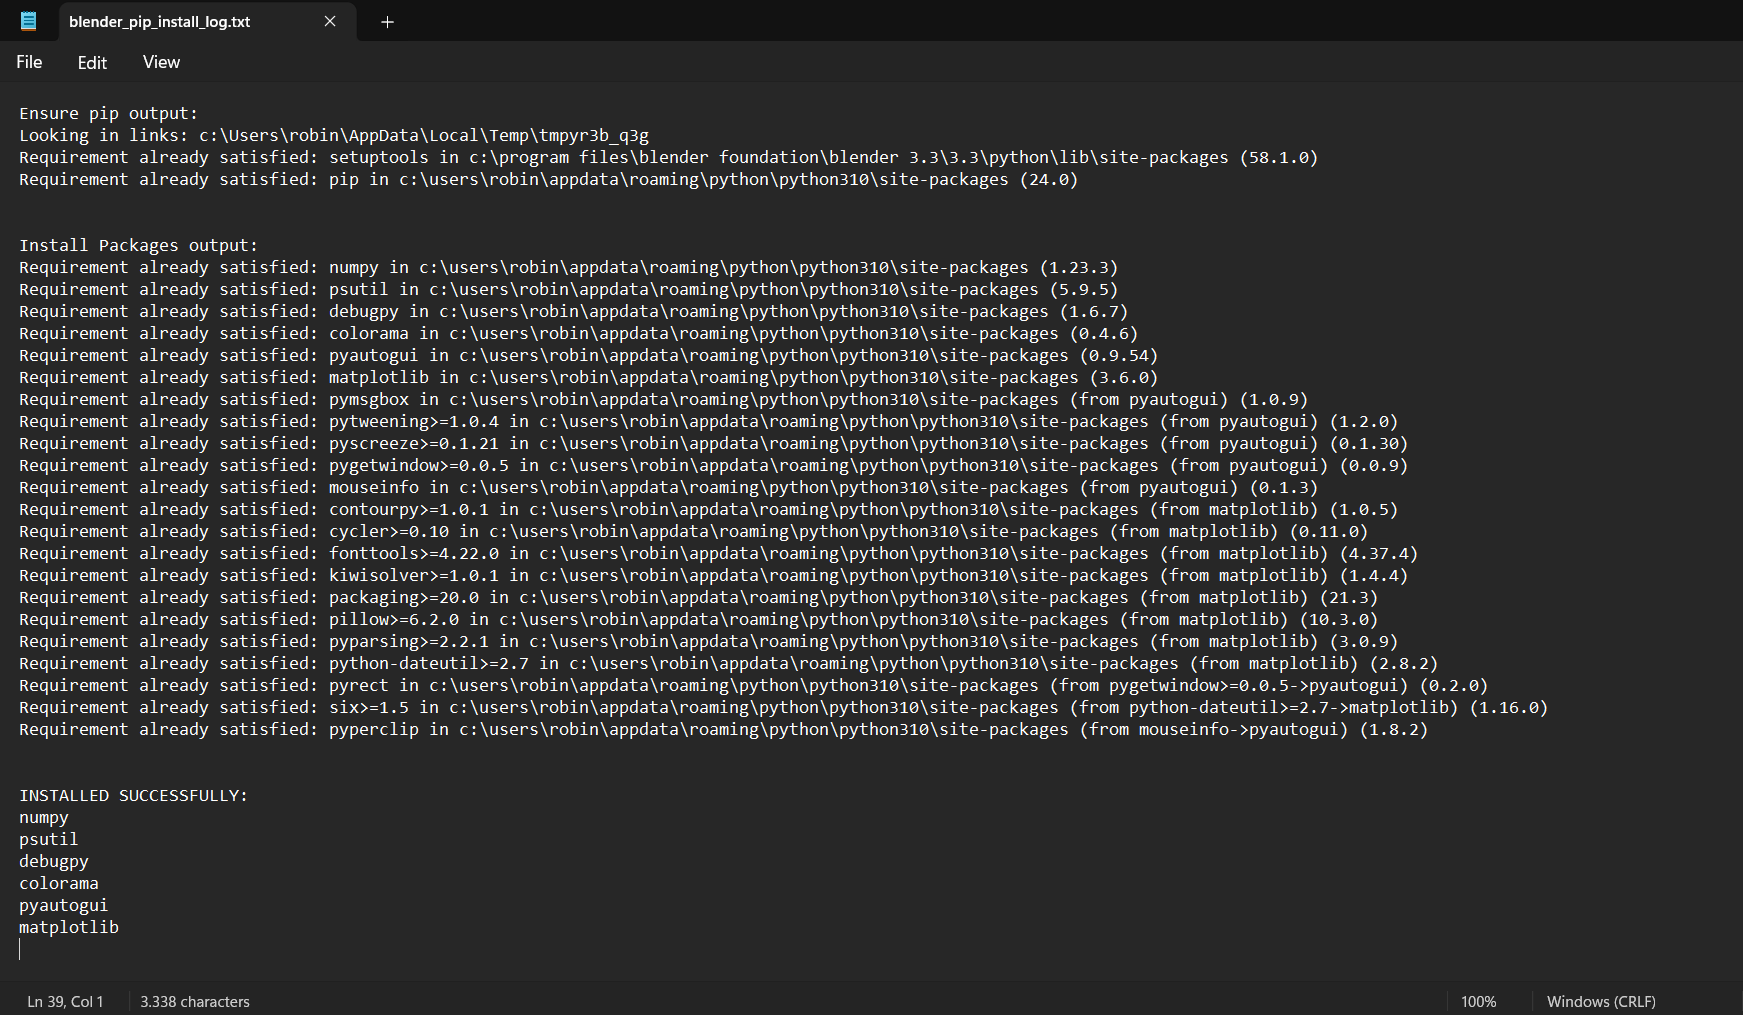 blender_pip_install_log.txt
File Edit View
Ensure pip output:
Looking in links: c:\Users\robin\AppData\Local\Temp\tmpyr3b_q3g
Requirement already satisfied: setuptools in c:\program files\blender foundation\blender 3.3\3.3\python\lib\site-packages (58.1.0)
Requirement already satisfied: pip in c:\users\robin\appdata\roaming\python\python310\site-packages (24.0)
Install Packages output:
Requirement already satisfied: numpy in c:\users\robin\appdata\roaming\python\python310\site-packages (1.23.3)
Requirement already satisfied: psutil in c:\users\robin\appdata\roaming\python\python310\site-packages (5.9.5)
Requirement already satisfied: debugpy in c:\users\robin\appdata\roaming\python\python310\site-packages (1.6.7)
Requirement already satisfied: colorama in c:\users\robin\appdata\roaming\python\python310\site-packages (0.4.6)
Requirement already satisfied: pyautogui in c:\users\robin\appdata\roaming\python\python310\site-packages (0.9.54)
Requirement already satisfied: matplotlib in c:\users\robin\appdata\roaming\python\python310\site-packages (3.6.0)
Requirement already satisfied: pymsgbox in c:\users\robin\appdata\roaming\python\python310\site-packages (from pyautogui) (1.0.9)
Requirement already satisfied: pytweening>=1.0.4 in c:\users\robin\appdata\roaming\python\python310\site-packages (from pyautogui) (1.2.0)
Requirement already satisfied: pyscreeze>=0.1.21 in c:\users\robin\appdata\roaming\python\python310\site-packages (from pyautogui) (0.1.30)
Requirement already satisfied: pygetwindow>=0.0.5 in c:\users\robin\appdata\roaming\python\python310\site-packages (from pyautogui) (0.0.9)
Requirement already satisfied: mouseinfo in c:\users\robin\appdata\roaming\python\python310\site-packages (from pyautogui) (0.1.3)
Requirement already satisfied: contourpy>=1.0.1 in c:\users\robin\appdata\roaming\python\python310\site-packages (from matplotlib) (1.0.5)
Requirement already satisfied: cycler>=0.10 in c:\users\robin\appdata\roaming\python\python310\site-packages (from matplotlib) (0.11.0)
Requirement already satisfied: fonttools>=4.22.0 in c:\users\robin\appdata\roaming\python\python310\site-packages (from matplotlib) (4.37.4)
Requirement already satisfied: kiwisolver>=1.0.1 in c:\users\robin\appdata\roaming\python\python310\site-packages (from matplotlib) (1.4.4)
Requirement already satisfied: packaging>=20.0 in c:\users\robin\appdata\roaming\python\python310\site-packages (from matplotlib) (21.3)
Requirement already satisfied: pillow>=6.2.0 in c:\users\robin\appdata\roaming\python\python310\site-packages (from matplotlib) (10.3.0)
Requirement already satisfied: pyparsing>=2.2.1 in c:\users\robin\appdata\roaming\python\python310\site-packages (from matplotlib) (3.0.9)
Requirement already satisfied: python-dateutil>=2.7 in c:\users\robin\appdata\roaming\python\python310\site-packages (from matplotlib) (2.8.2)
Requirement already satisfied: pyrect in c:\users\robin\appdata\roaming\python\python310\site-packages (from pygetwindow>=0.0.5->pyautogui) (0.2.0)
Requirement already satisfied: six>=1.5 in c:\users\robin\appdata\roaming\python\python310\site-packages (from python-dateutil>=2.7->matplotlib) (1.16.0)
Requirement already satisfied: pyperclip in c:\users\robin\appdata\roaming\python\python310\site-packages (from mouseinfo->pyautogui) (1.8.2)
INSTALLED SUCCESSFULLY:
numpy
psutil
debugpy
colorama
pyautogui
matplotlib
Ln 39, Col 1 3.338 characters 100% Windows (CRLF)